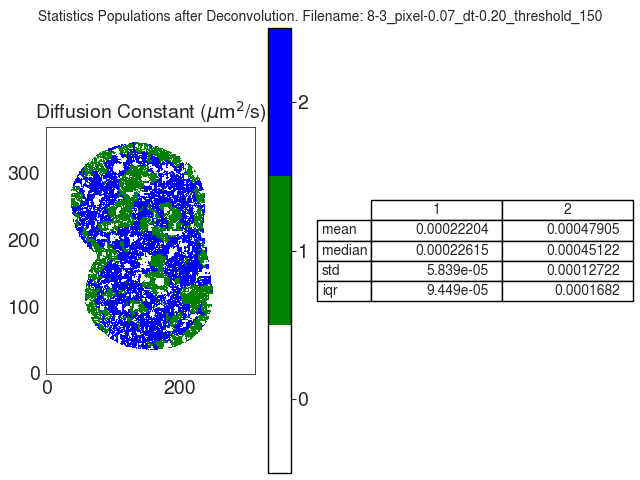 Statistics Populations after Deconvolution. Filename: 8-3_pixel-0.07_dt-0.20_threshold_150
Diffusion Constant (μm²/s)
300
200
100
0
0 200
2
1
0
1 2
mean 0.00022204 0.00047905
median 0.00022615 0.00045122
std 5.839e-05 0.00012722
iqr 9.449e-05 0.0001682